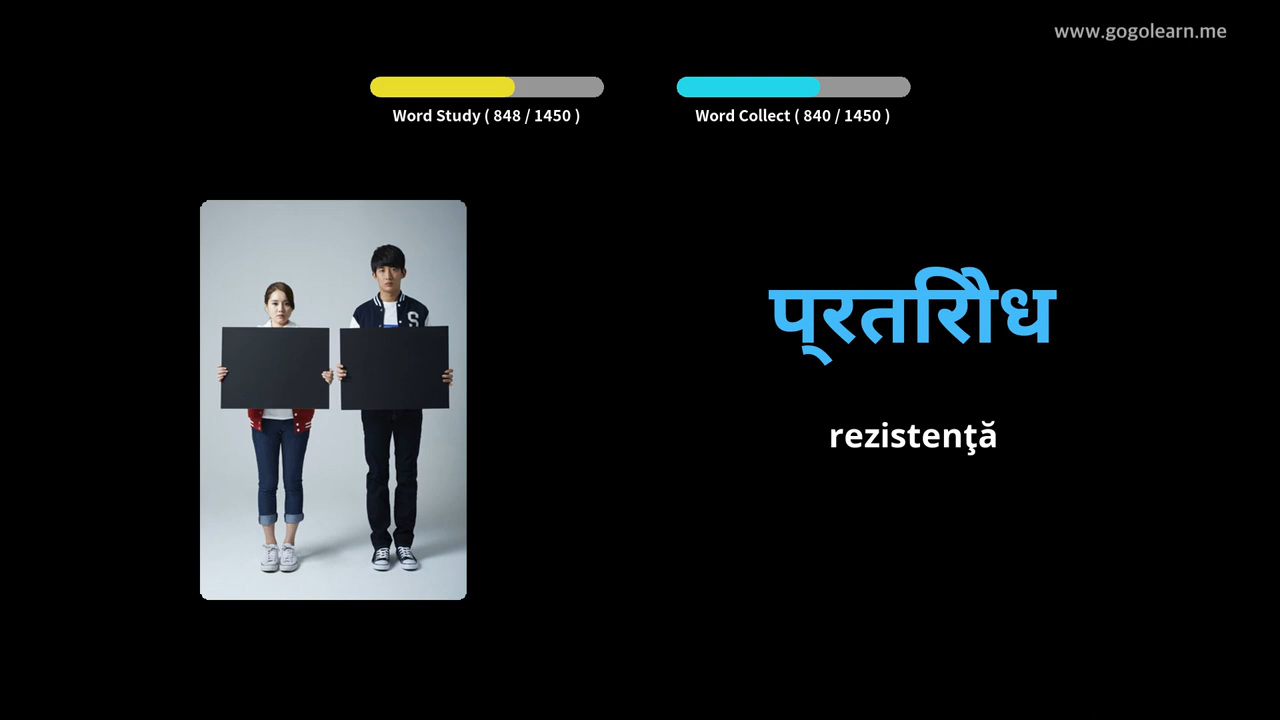 www.gogolearn.me
Word Study ( 848 / 1450 )
Word Collect ( 840 / 1450 )
S
प्रतिरोध
rezistenţă